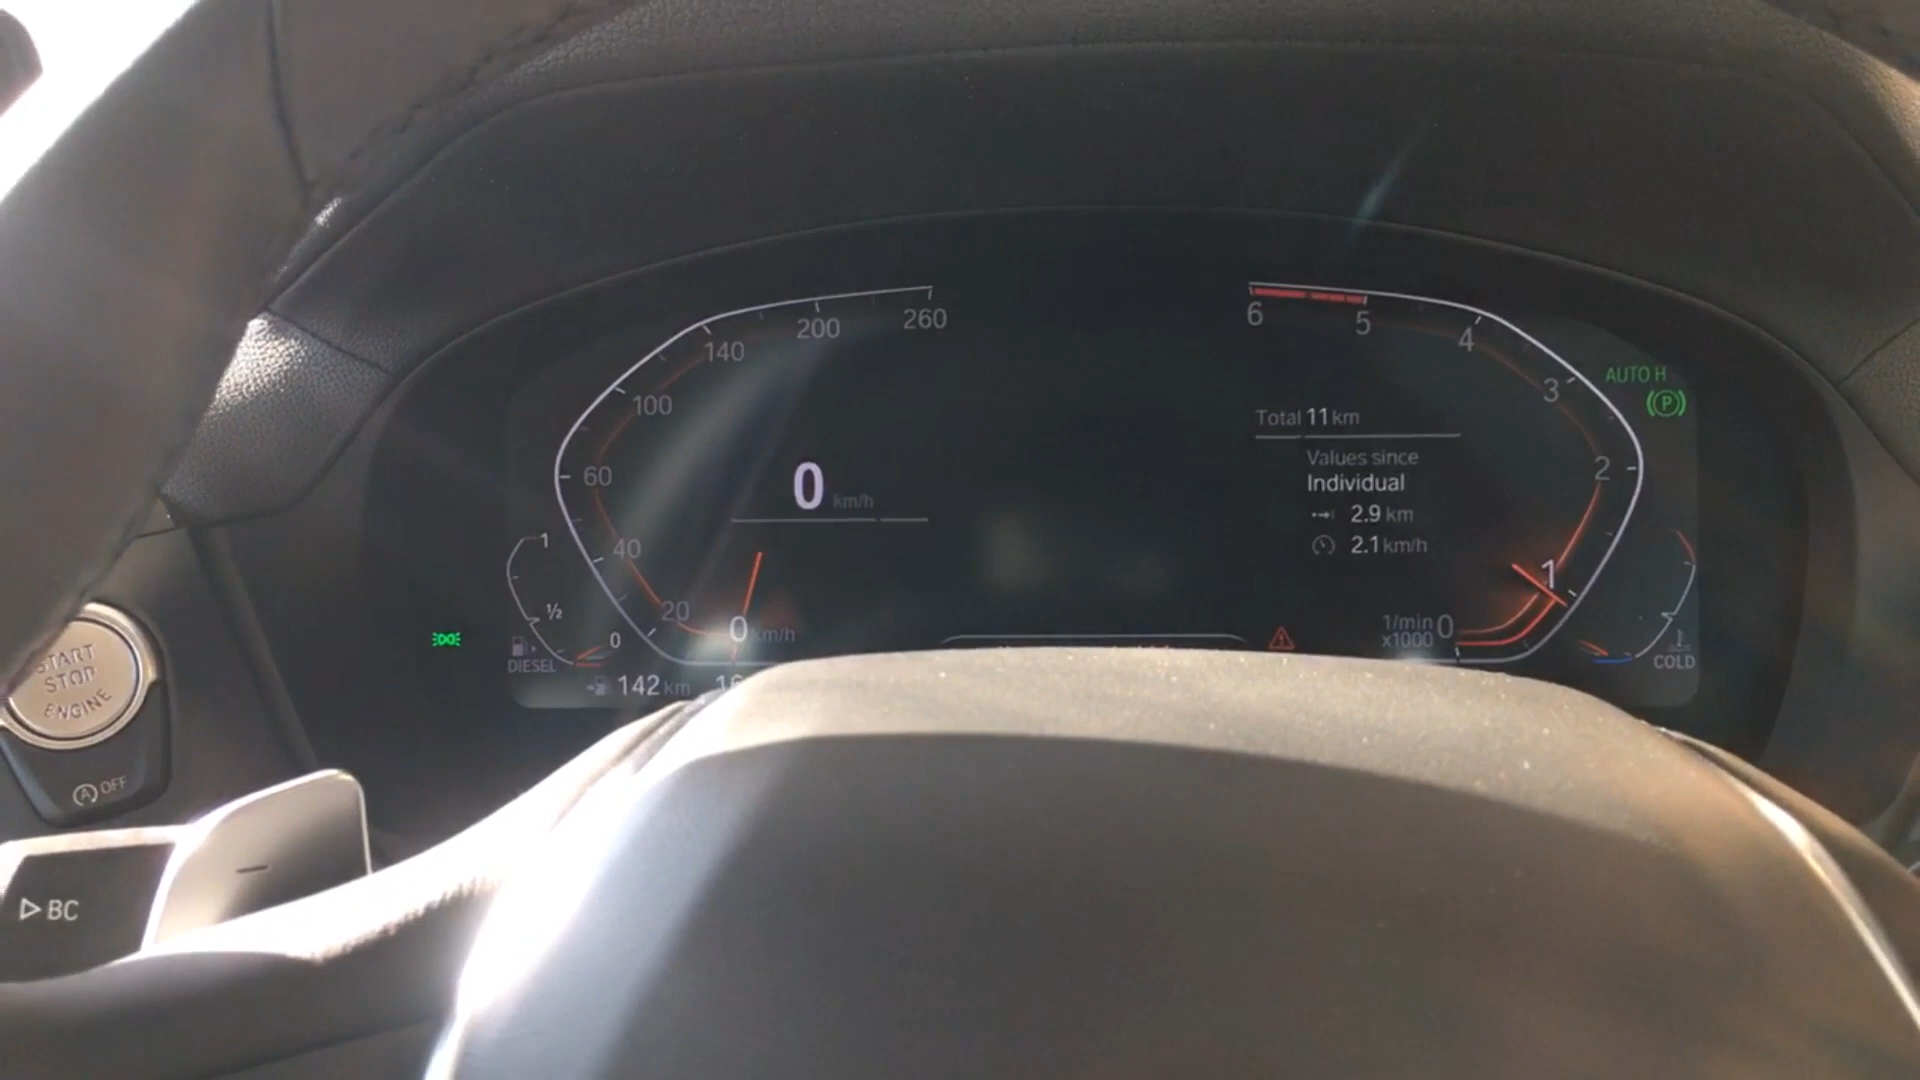 260
200
140
100
60
40
20
0 km/h
0 km/h
6
5
4
3
2
1
0
1/min
x1000
AUTO H
(P)
Total 11 km
Values since
Individual
2.9 km
2.1 km/h
1
½
0
DIESEL
142 km
COLD
START
STOP
ENGINE
A OFF
BC